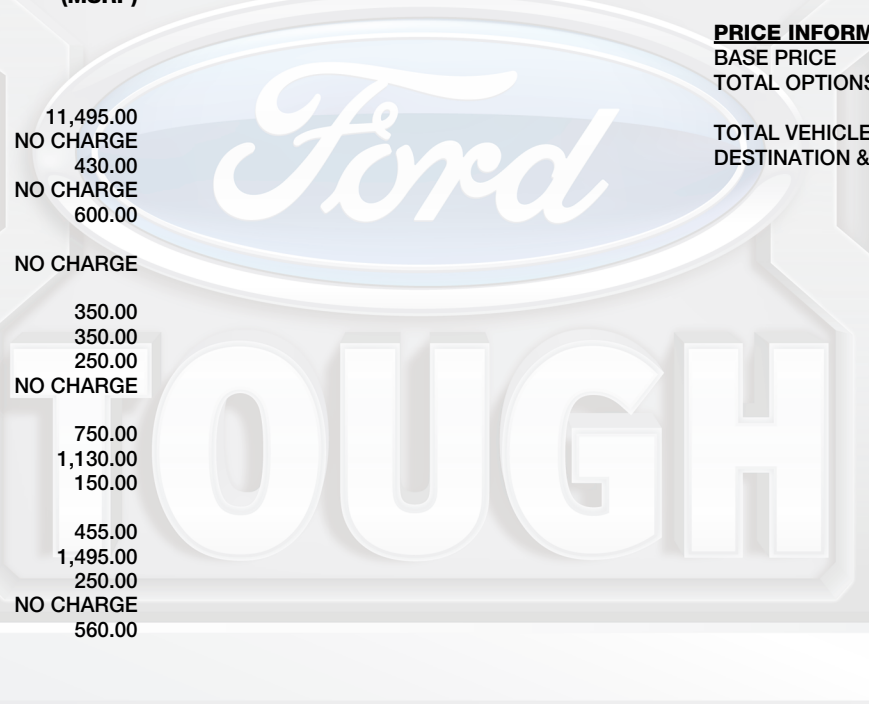 (MSRP)
11,495.00
NO CHARGE
430.00
NO CHARGE
600.00
NO CHARGE
350.00
350.00
250.00
NO CHARGE
750.00
1,130.00
150.00
455.00
1,495.00
250.00
NO CHARGE
560.00
PRICE INFORM
BASE PRICE
TOTAL OPTIONS
TOTAL VEHICLE
DESTINATION &
Ford
TOUGH